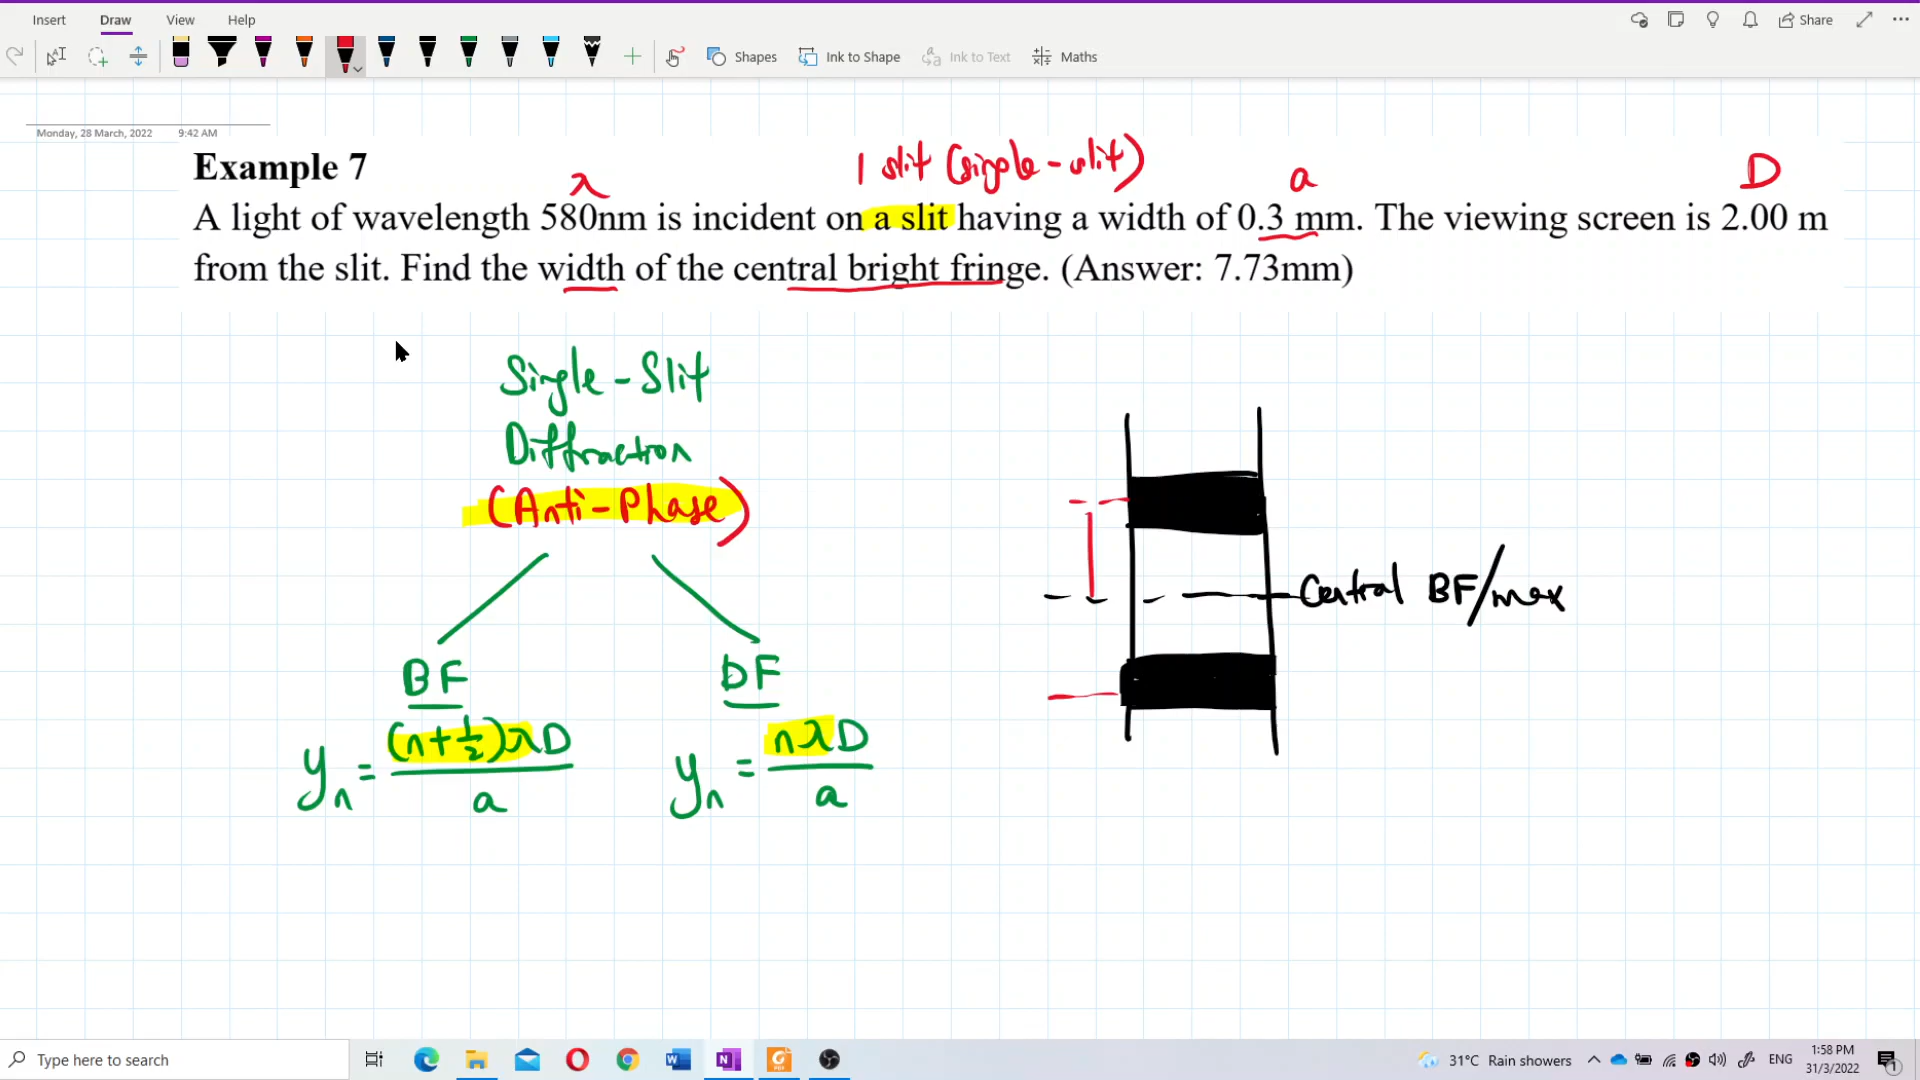 Insert Draw View Help
Share
Shapes Ink to Shape Ink to Text Maths
Monday, 28 March, 2022 9:42 AM
Example 7
λ 1 slit (single-slit) a D
A light of wavelength 580nm is incident on a slit having a width of 0.3 mm. The viewing screen is 2.00 m
from the slit. Find the width of the central bright fringe. (Answer: 7.73mm)
Single-Slit
Diffraction
(Anti-Phase)
Central BF/max
BF DF
yₙ = (n+½)λD / a
yₙ = nλD / a
Type here to search
31°C Rain showers
ENG
1:58 PM
31/3/2022
1